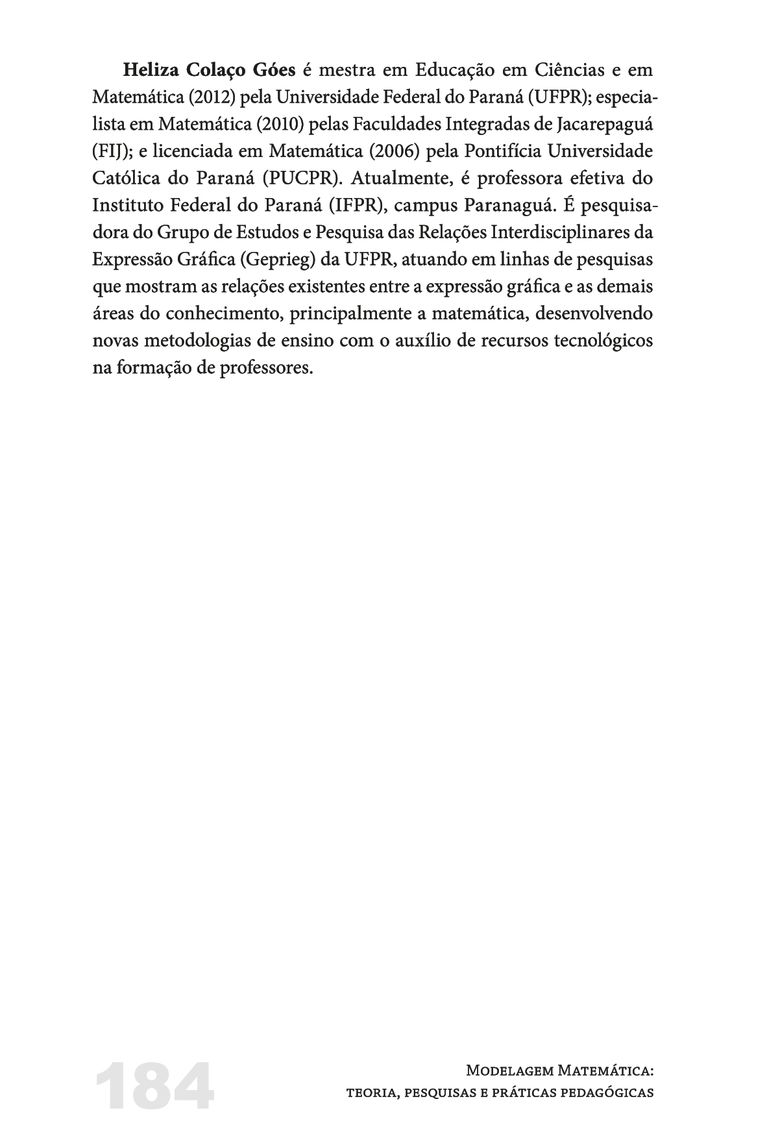 Heliza Colaço Góes é mestra em Educação em Ciências e em
Matemática (2012) pela Universidade Federal do Paraná (UFPR); especia-
lista em Matemática (2010) pelas Faculdades Integradas de Jacarepaguá
(FIJ); e licenciada em Matemática (2006) pela Pontifícia Universidade
Católica do Paraná (PUCPR). Atualmente, é professora efetiva do
Instituto Federal do Paraná (IFPR), campus Paranaguá. É pesquisa-
dora do Grupo de Estudos e Pesquisa das Relações Interdisciplinares da
Expressão Gráfica (Geprieg) da UFPR, atuando em linhas de pesquisas
que mostram as relações existentes entre a expressão gráfica e as demais
áreas do conhecimento, principalmente a matemática, desenvolvendo
novas metodologias de ensino com o auxílio de recursos tecnológicos
na formação de professores.
184
Modelagem Matemática:
teoria, pesquisas e práticas pedagógicas